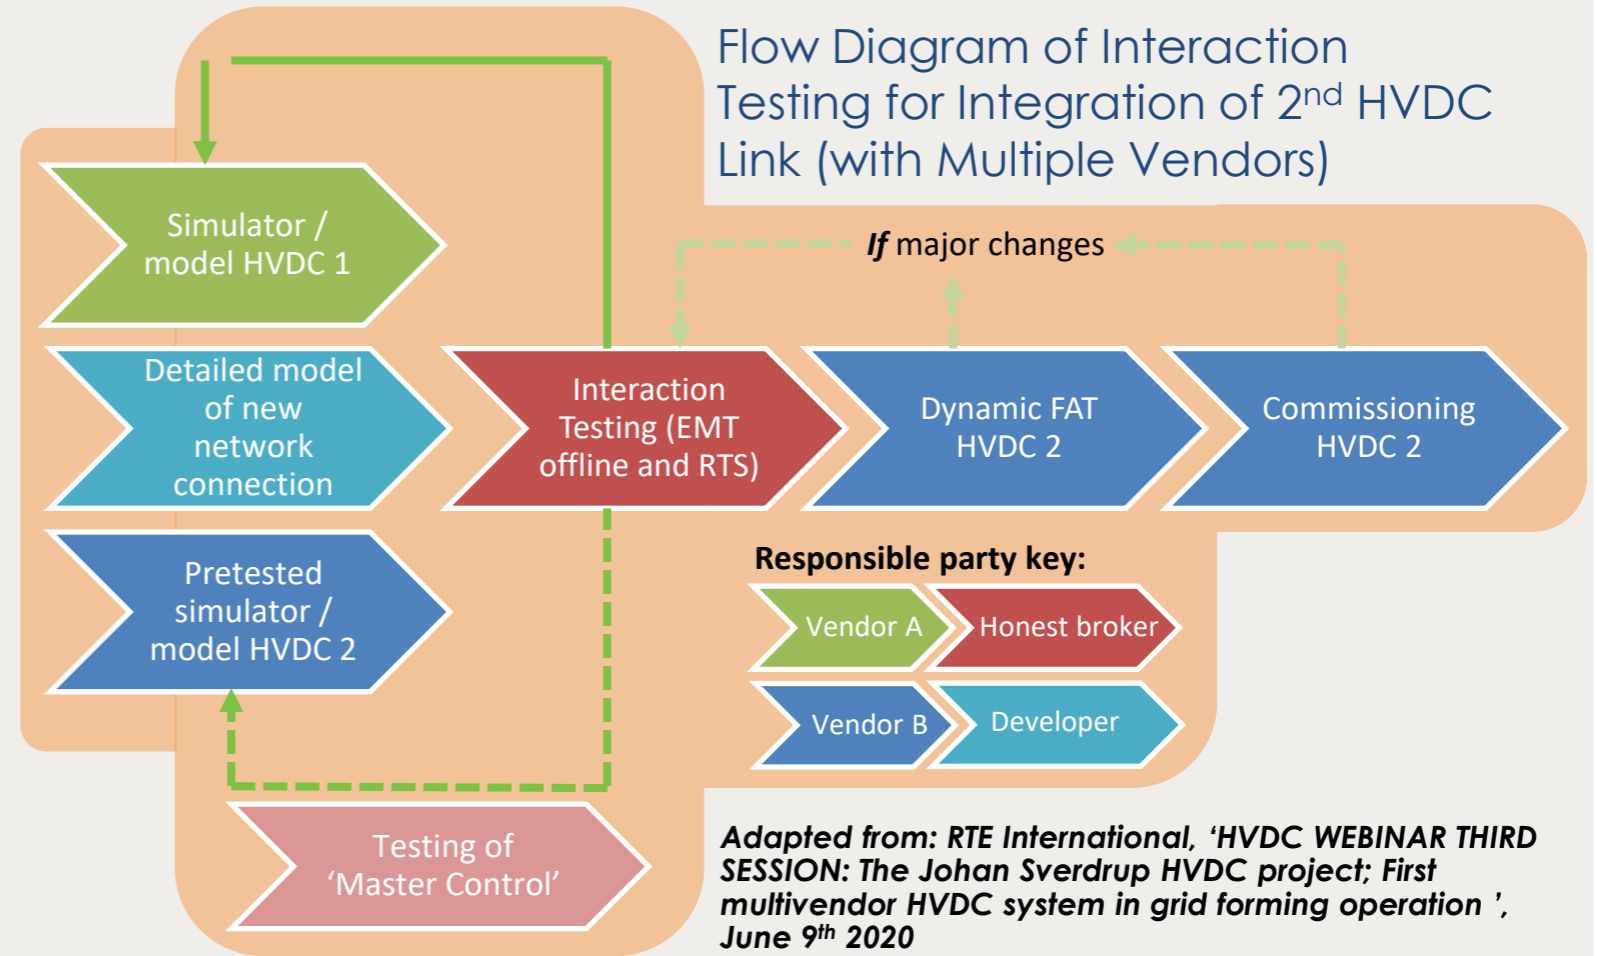 Flow Diagram of Interaction
Testing for Integration of 2nd HVDC
Link (with Multiple Vendors)
Simulator /
model HVDC 1
If major changes
Detailed model
of new
network
connection
Interaction
Testing (EMT
offline and RTS)
Dynamic FAT
HVDC 2
Commissioning
HVDC 2
Pretested
simulator /
model HVDC 2
Responsible party key:
Vendor A
Honest broker
Vendor B
Developer
Testing of
‘Master Control’
Adapted from: RTE International, ‘HVDC WEBINAR THIRD
SESSION: The Johan Sverdrup HVDC project; First
multivendor HVDC system in grid forming operation ’,
June 9th 2020